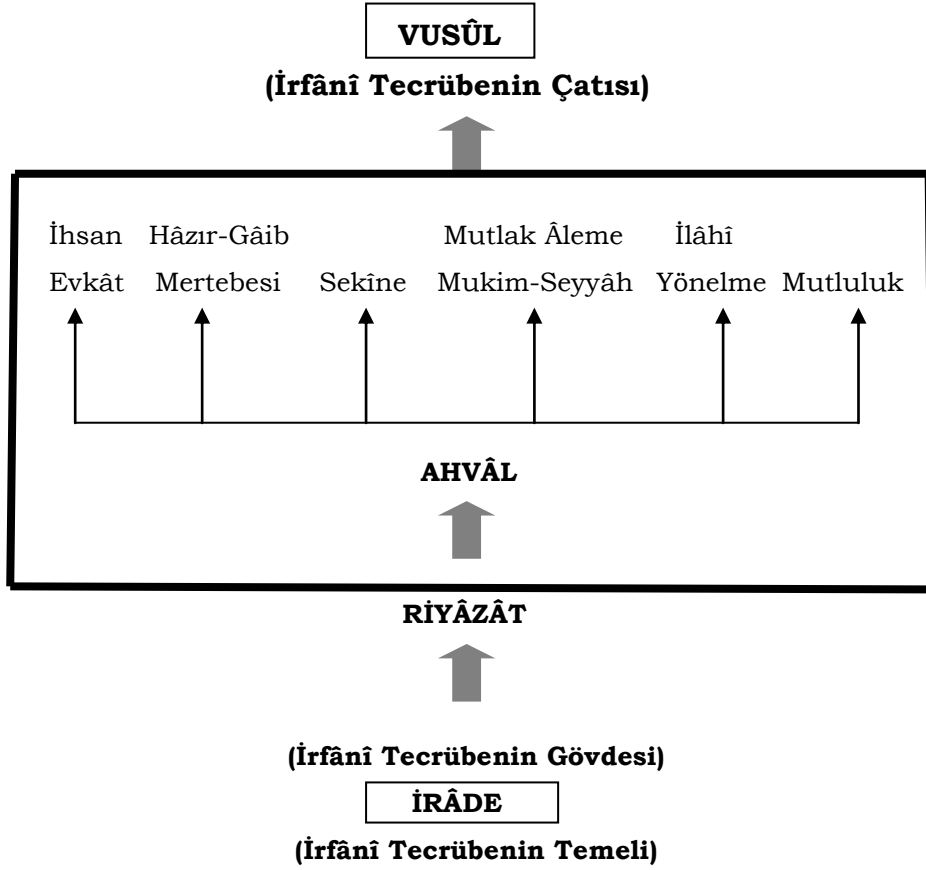 VUSÛL
(İrfânî Tecrübenin Çatısı)
İhsan Hâzır-Gâib Mutlak Âleme İlâhî
Evkât Mertebesi Sekîne Mukim-Seyyâh Yönelme Mutluluk
AHVÂL
RİYÂZÂT
(İrfânî Tecrübenin Gövdesi)
İRÂDE
(İrfânî Tecrübenin Temeli)